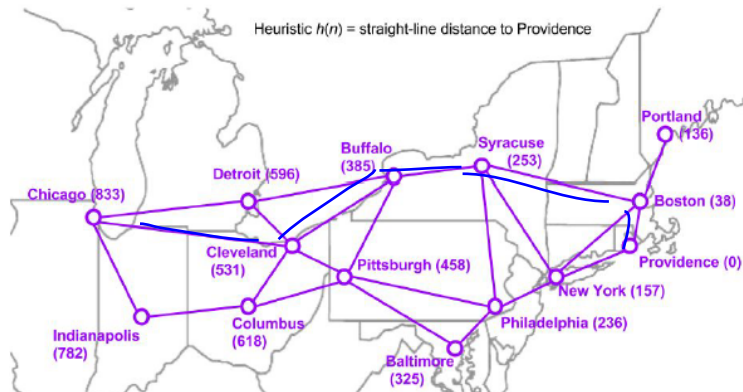 Heuristic h(n) = straight-line distance to Providence
Portland
(136)
Syracuse
(253)
Buffalo
(385)
Detroit (596)
Chicago (833)
Boston (38)
Cleveland
(531)
Pittsburgh (458)
Providence (0)
New York (157)
Indianapolis
(782)
Columbus
(618)
Philadelphia (236)
Baltimore
(325)